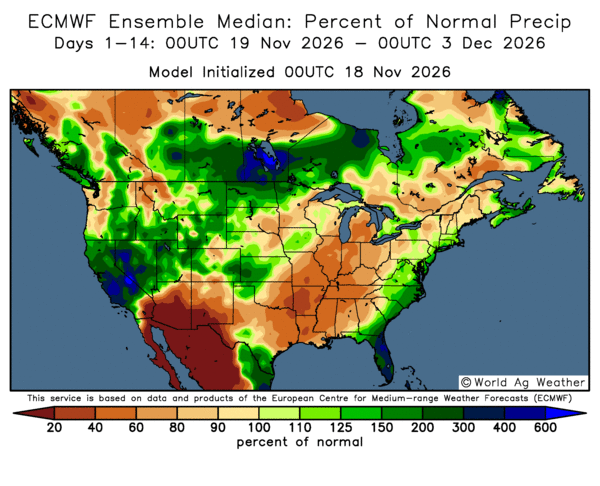 ECMWF Ensemble Median: Percent of Normal Precip
Days 1–14: 00UTC 19 Nov 2026 – 00UTC 3 Dec 2026
Model Initialized 00UTC 18 Nov 2026
© World Ag Weather
This service is based on data and products of the European Centre for Medium-range Weather Forecasts (ECMWF)
20 40 60 80 90 100 110 125 150 200 300 400 600
percent of normal